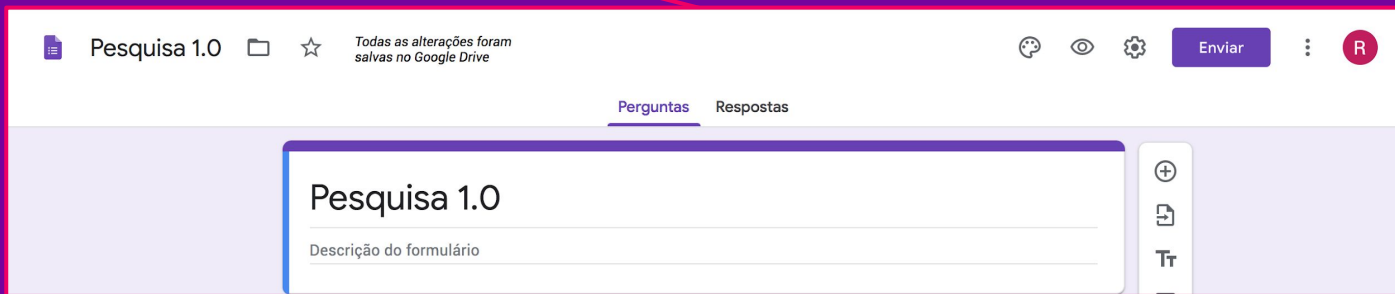 Pesquisa 1.0
Todas as alterações foram
salvas no Google Drive
Enviar
R
Perguntas Respostas
Pesquisa 1.0
Descrição do formulário
Tт